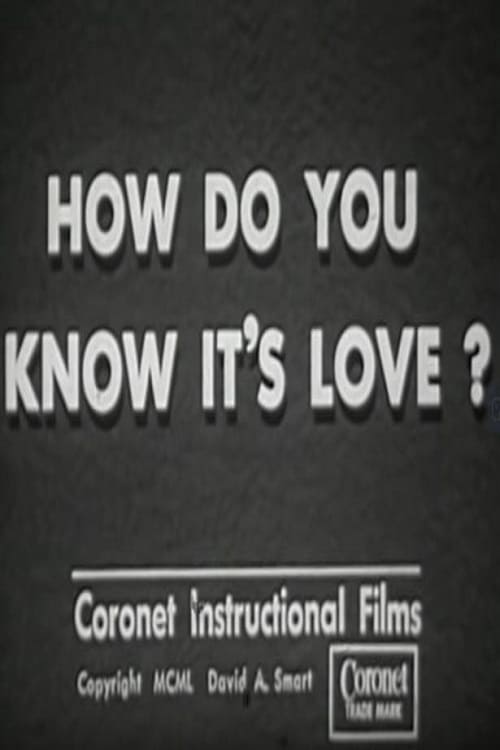 HOW DO YOU
KNOW IT'S LOVE ?
Coronet Instructional Films
Copyright MCML David A. Smart
Coronet
TRADE MARK